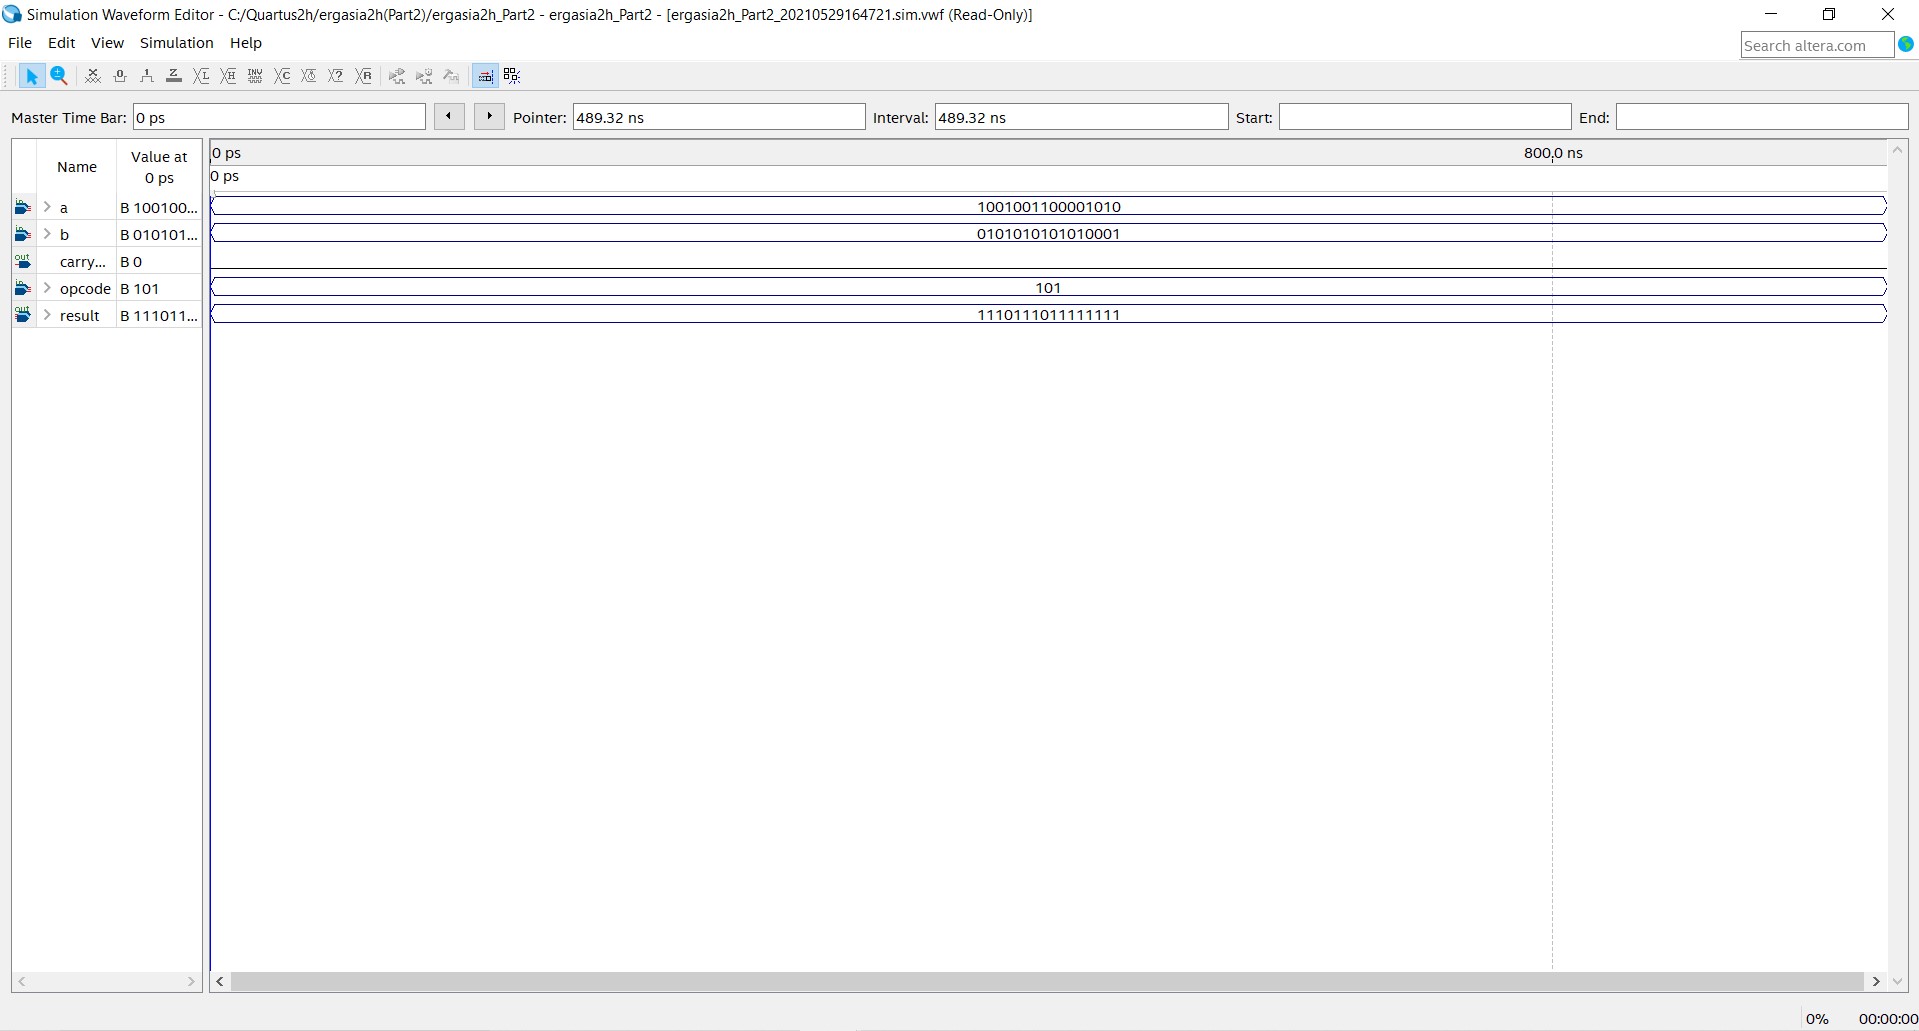 Simulation Waveform Editor - C:/Quartus2h/ergasia2h(Part2)/ergasia2h_Part2 - ergasia2h_Part2 - [ergasia2h_Part2_20210529164721.sim.vwf (Read-Only)]
File Edit View Simulation Help
Search altera.com
Master Time Bar: 0 ps Pointer: 489.32 ns Interval: 489.32 ns Start: End:
Name Value at 0 ps
0 ps 800.0 ns
0 ps
a B 100100... 1001001100001010
b B 010101... 0101010101010001
carry... B 0
opcode B 101 101
result B 111011... 1110111011111111
0% 00:00:00